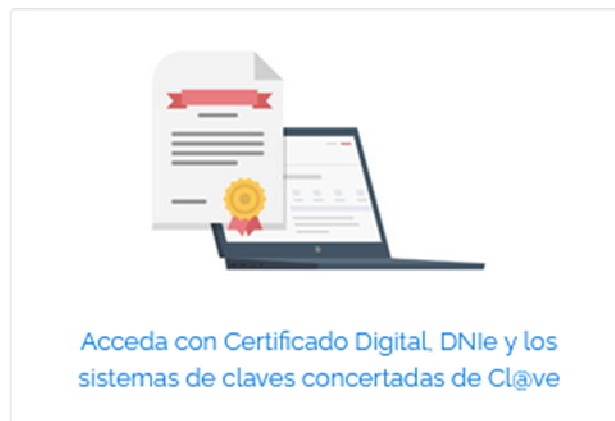 Acceda con Certificado Digital, DNIe y los
sistemas de claves concertadas de Cl@ve